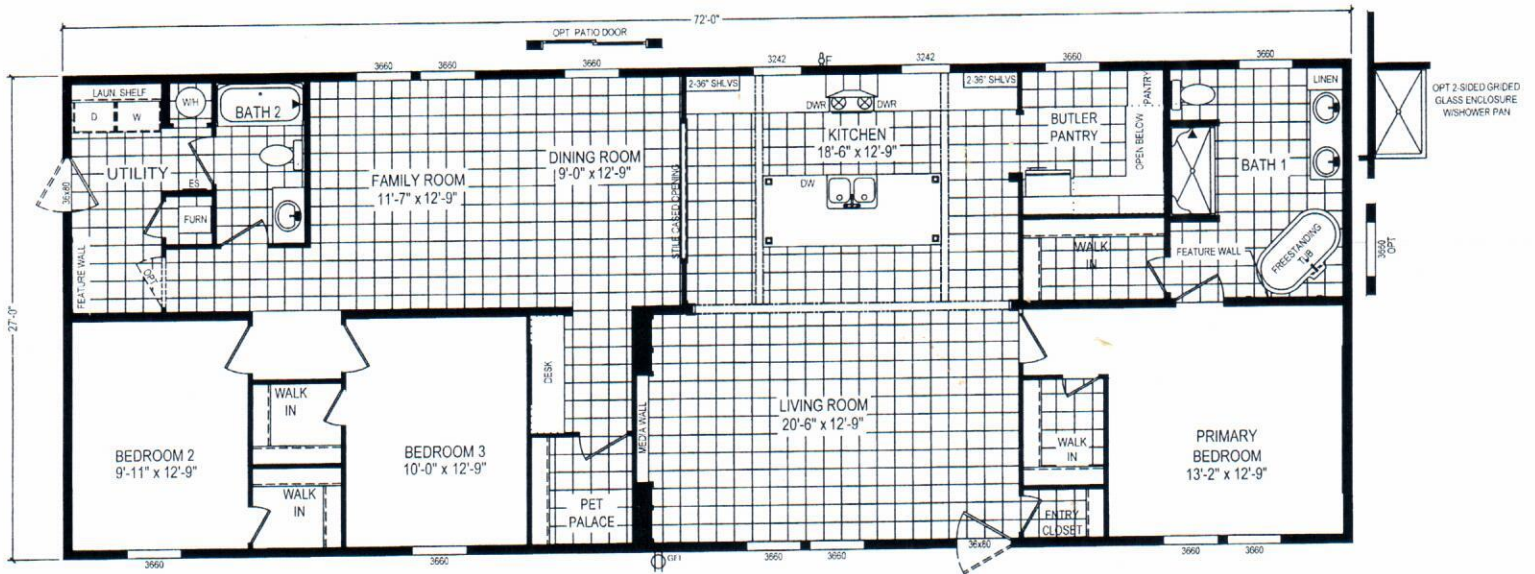 72'-0"
OPT PATIO DOOR
3660
3660
3660
3242
3242
3660
3660
27'-0"
LAUN SHELF
D
W
W/H
BATH 2
UTILITY
ES
FURN
36x80
FEATURE WALL
OPT
FAMILY ROOM
11'-7" x 12'-9"
DINING ROOM
9'-0" x 12'-9"
STILE CASED OPENING
2-36" SHLVS
2-36" SHLVS
DWR
DWR
KITCHEN
18'-6" x 12'-9"
DW
BUTLER
PANTRY
PANTRY
OPEN BELOW
LINEN
BATH 1
WALK
IN
FEATURE WALL
FREESTANDING
TUB
OPT 2-SIDED GRIDED
GLASS ENCLOSURE
W/SHOWER PAN
3660
OPT
BEDROOM 2
9'-11" x 12'-9"
WALK
IN
WALK
IN
BEDROOM 3
10'-0" x 12'-9"
DESK
PET
PALACE
MEDIA WALL
LIVING ROOM
20'-6" x 12'-9"
WALK
IN
ENTRY
CLOSET
PRIMARY
BEDROOM
13'-2" x 12'-9"
3660
3660
GFI
3660
3660
36x80
3660
3660